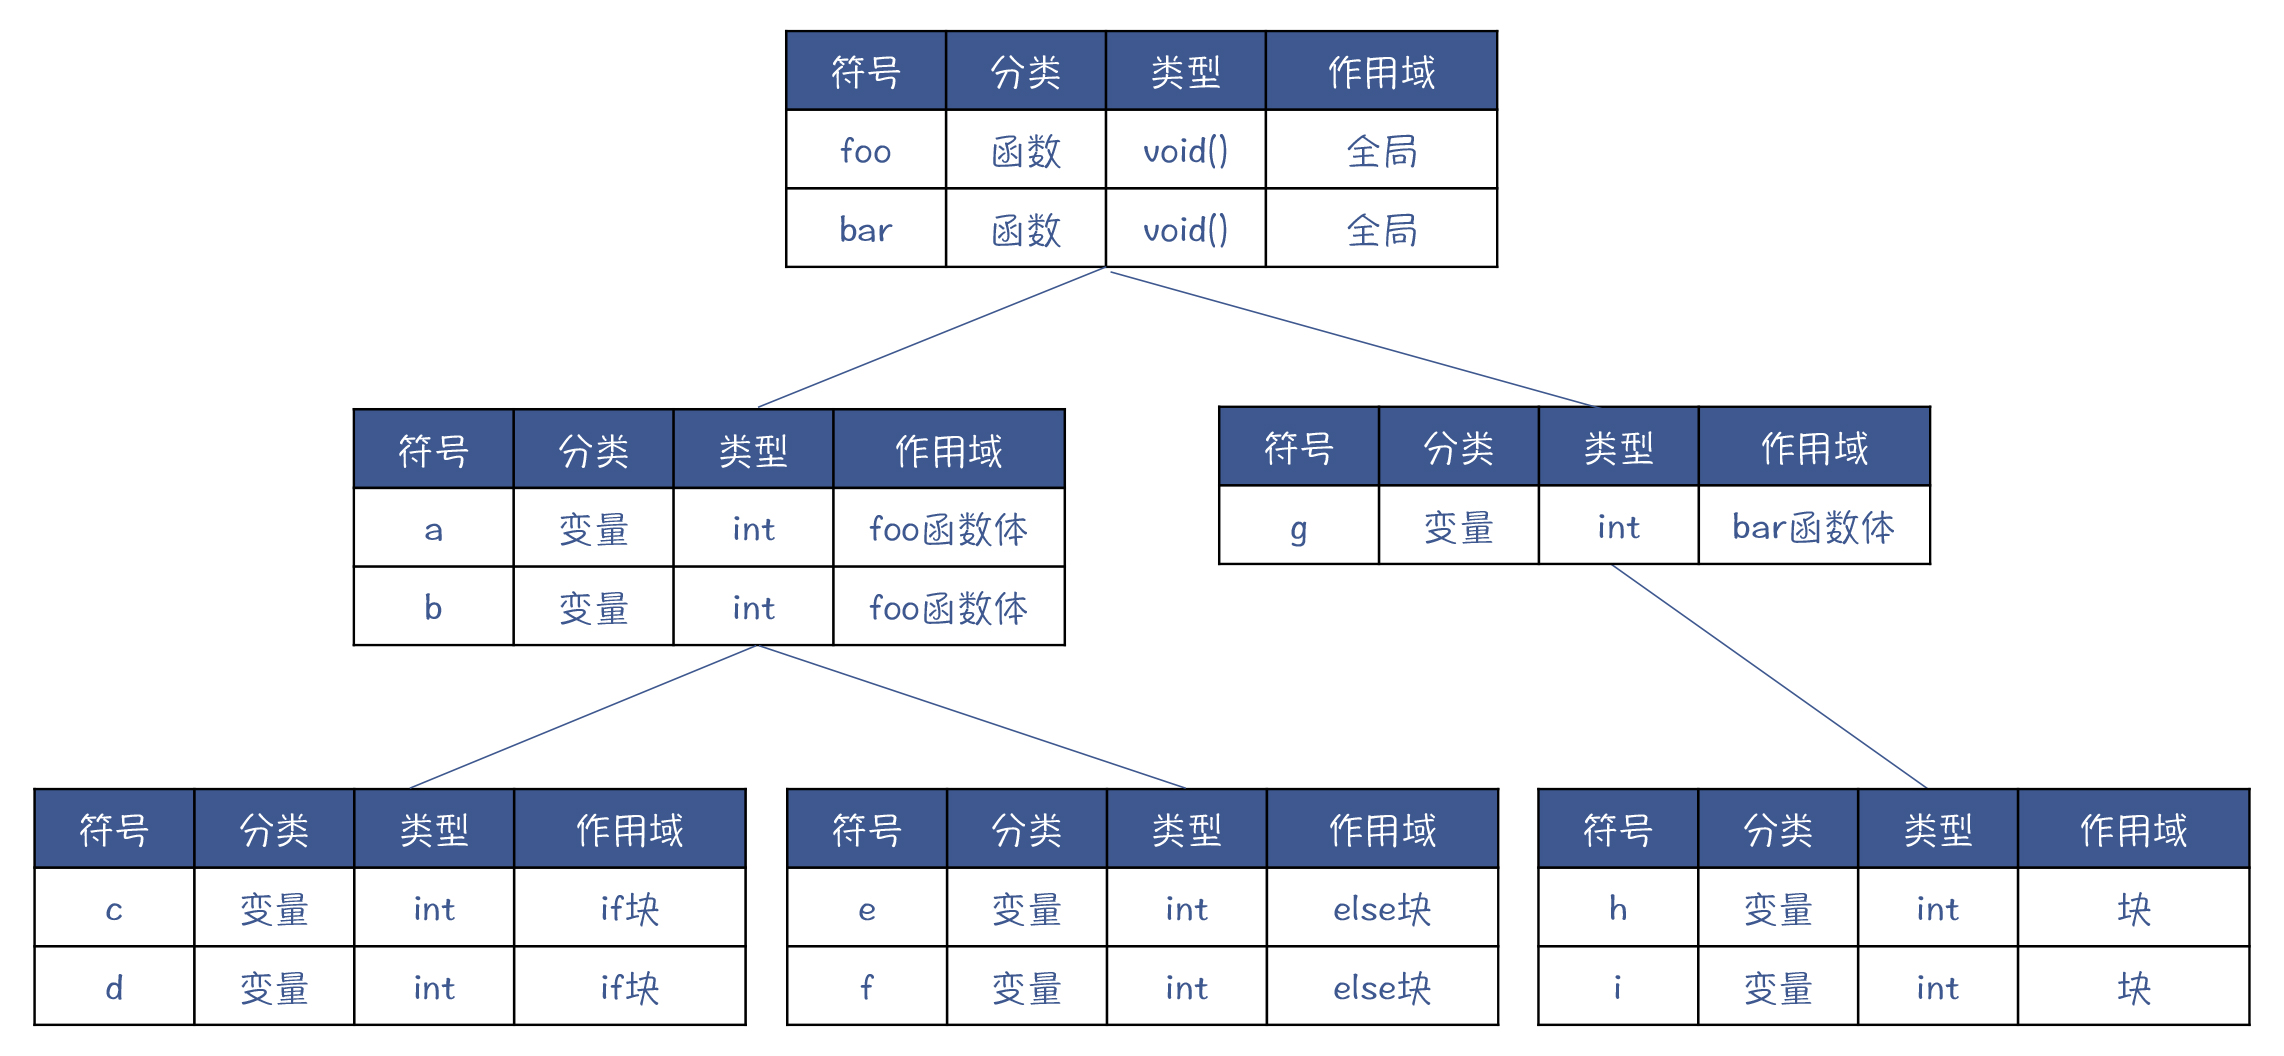 符号 分类 类型 作用域
foo 函数 void() 全局
bar 函数 void() 全局
符号 分类 类型 作用域
a 变量 int foo函数体
b 变量 int foo函数体
符号 分类 类型 作用域
g 变量 int bar函数体
符号 分类 类型 作用域
c 变量 int if块
d 变量 int if块
符号 分类 类型 作用域
e 变量 int else块
f 变量 int else块
符号 分类 类型 作用域
h 变量 int 块
i 变量 int 块